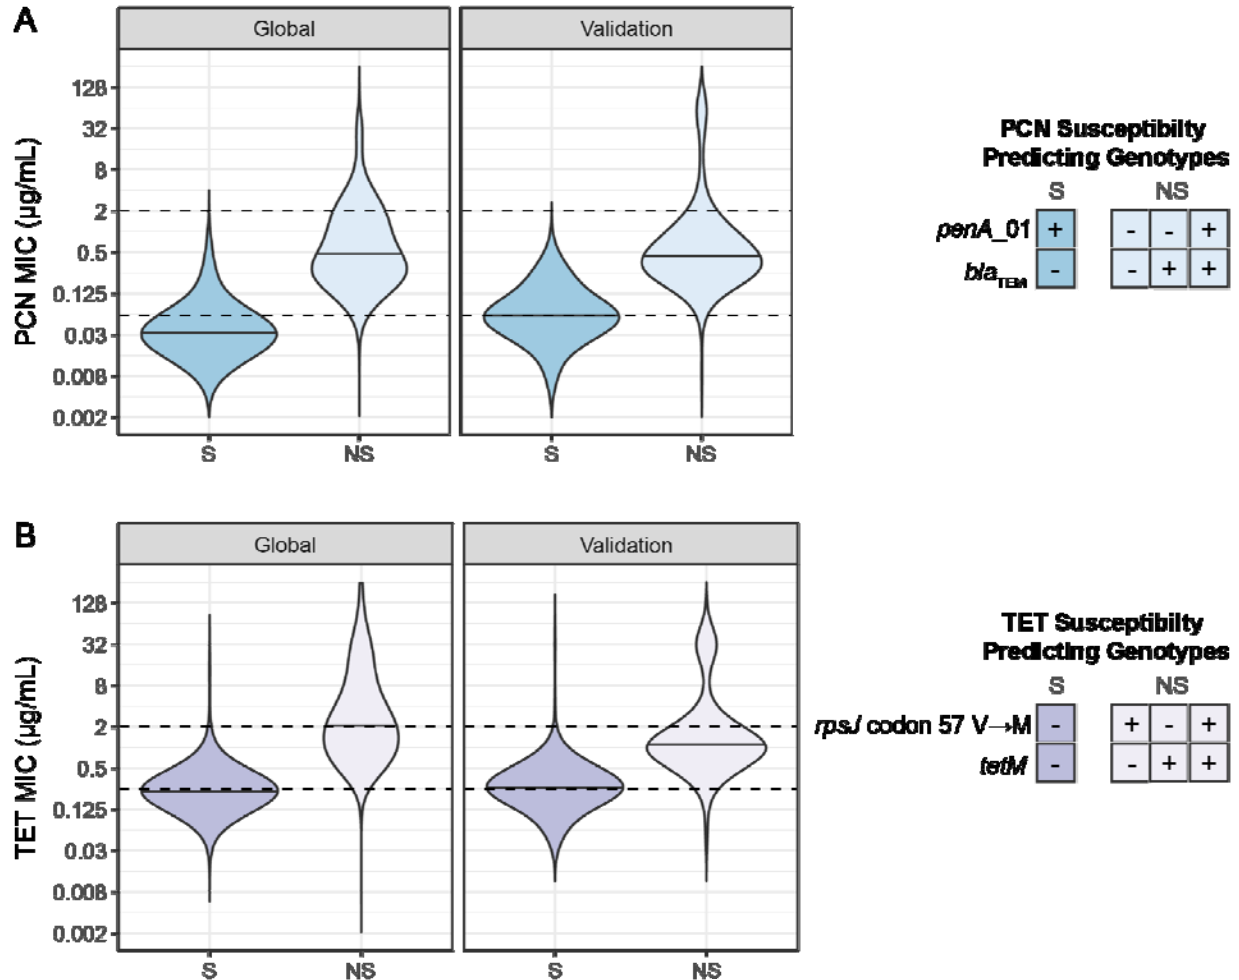 A
Global
Validation
PCN MIC (μg/mL)
128
32
8
2
0.5
0.125
0.03
0.008
0.002
S
NS
S
NS
PCN Susceptibilty
Predicting Genotypes
S
NS
penA_01
+
-
-
+
blaTEM
-
-
+
+
B
Global
Validation
TET MIC (μg/mL)
128
32
8
2
0.5
0.125
0.03
0.008
0.002
S
NS
S
NS
TET Susceptibilty
Predicting Genotypes
S
NS
rpsJ codon 57 V→M
-
+
-
+
tetM
-
-
+
+